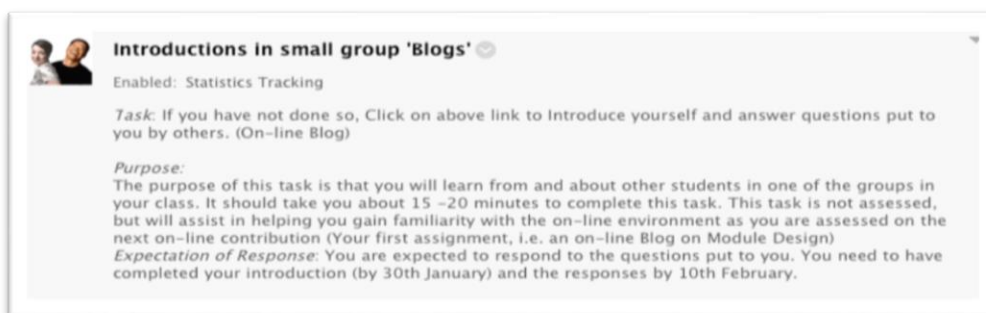 Introductions in small group 'Blogs'
Enabled: Statistics Tracking
Task: If you have not done so, Click on above link to Introduce yourself and answer questions put to
you by others. (On-line Blog)
Purpose:
The purpose of this task is that you will learn from and about other students in one of the groups in
your class. It should take you about 15 -20 minutes to complete this task. This task is not assessed,
but will assist in helping you gain familiarity with the on-line environment as you are assessed on the
next on-line contribution (Your first assignment, i.e. an on-line Blog on Module Design)
Expectation of Response: You are expected to respond to the questions put to you. You need to have
completed your introduction (by 30th January) and the responses by 10th February.